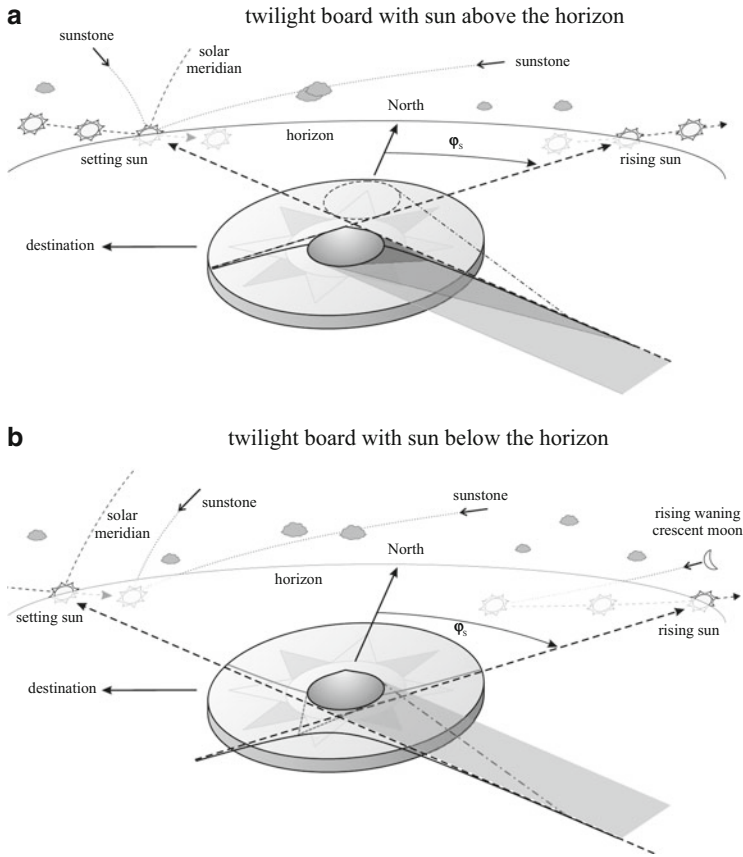 a
twilight board with sun above the horizon
sunstone
solar
meridian
sunstone
North
horizon
φs
setting sun
rising sun
destination
b
twilight board with sun below the horizon
solar
meridian
sunstone
sunstone
rising waning
crescent moon
North
horizon
setting sun
φs
rising sun
destination